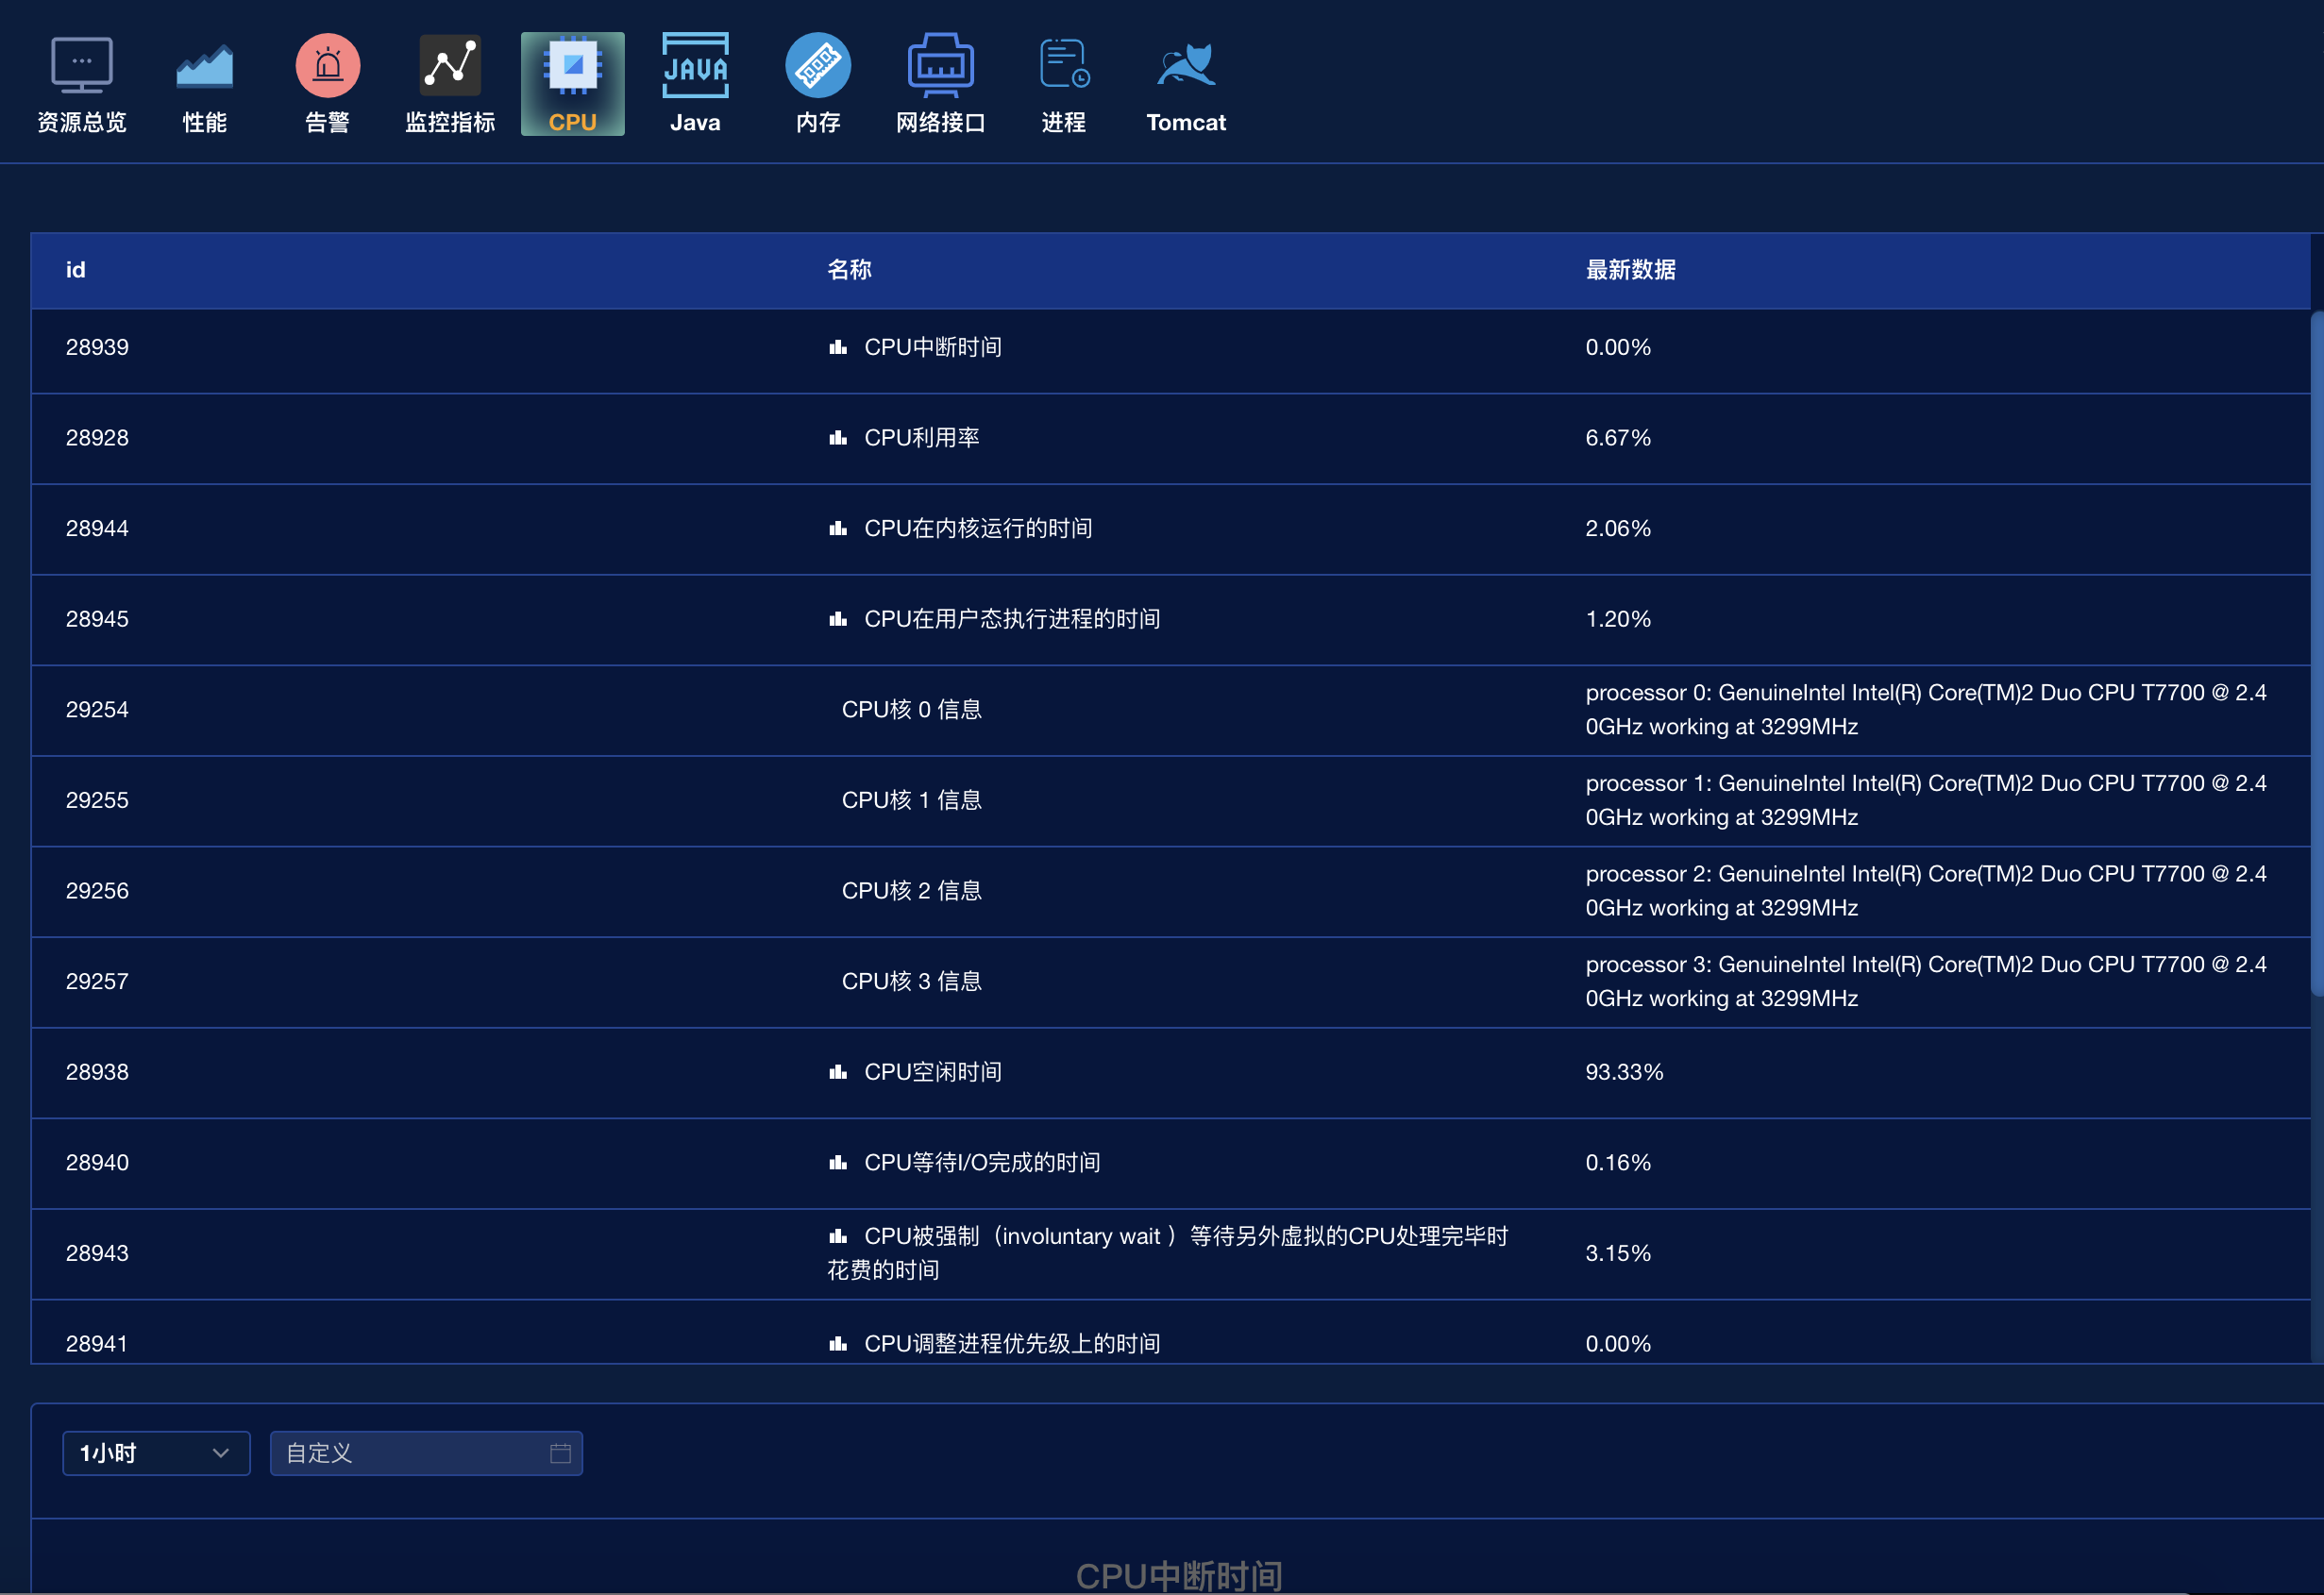 资源总览 性能 告警 监控指标 CPU Java 内存 网络接口 进程 Tomcat
id 名称 最新数据
28939 CPU中断时间 0.00%
28928 CPU利用率 6.67%
28944 CPU在内核运行的时间 2.06%
28945 CPU在用户态执行进程的时间 1.20%
29254 CPU核 0 信息 processor 0: GenuineIntel Intel(R) Core(TM)2 Duo CPU T7700 @ 2.4
0GHz working at 3299MHz
29255 CPU核 1 信息 processor 1: GenuineIntel Intel(R) Core(TM)2 Duo CPU T7700 @ 2.4
0GHz working at 3299MHz
29256 CPU核 2 信息 processor 2: GenuineIntel Intel(R) Core(TM)2 Duo CPU T7700 @ 2.4
0GHz working at 3299MHz
29257 CPU核 3 信息 processor 3: GenuineIntel Intel(R) Core(TM)2 Duo CPU T7700 @ 2.4
0GHz working at 3299MHz
28938 CPU空闲时间 93.33%
28940 CPU等待I/O完成的时间 0.16%
28943 CPU被强制（involuntary wait ）等待另外虚拟的CPU处理完毕时
花费的时间 3.15%
28941 CPU调整进程优先级上的时间 0.00%
1小时 自定义
CPU中断时间